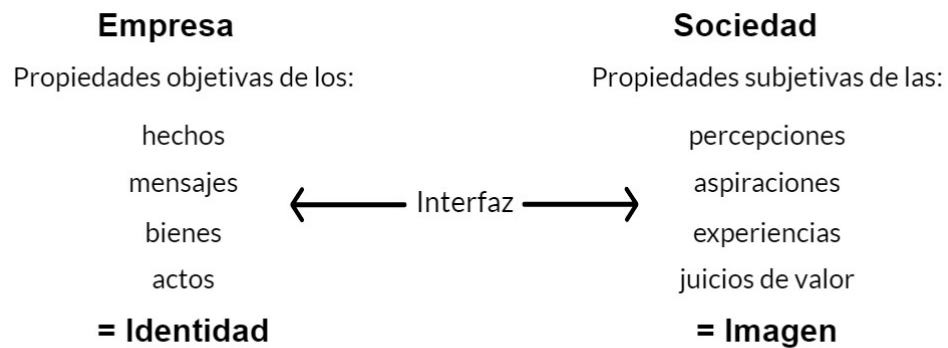 Empresa
Propiedades objetivas de los:
hechos
mensajes
bienes
actos
= Identidad
Interfaz
Sociedad
Propiedades subjetivas de las:
percepciones
aspiraciones
experiencias
juicios de valor
= Imagen